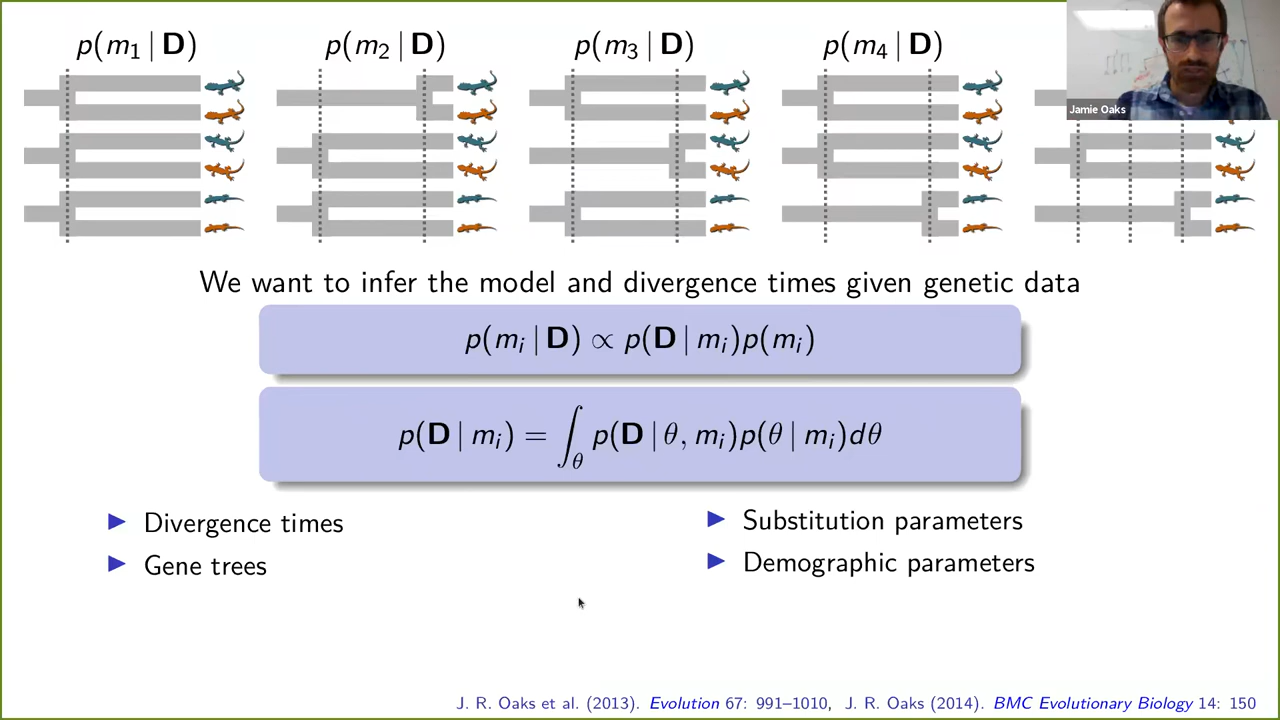 p(m₁ | D) p(m₂ | D) p(m₃ | D) p(m₄ | D)
Jamie Oaks
We want to infer the model and divergence times given genetic data
p(mᵢ | D) ∝ p(D | mᵢ)p(mᵢ)
p(D | mᵢ) = ∫_θ p(D | θ, mᵢ)p(θ | mᵢ)dθ
▶ Divergence times
▶ Gene trees
▶ Substitution parameters
▶ Demographic parameters
J. R. Oaks et al. (2013). Evolution 67: 991–1010, J. R. Oaks (2014). BMC Evolutionary Biology 14: 150